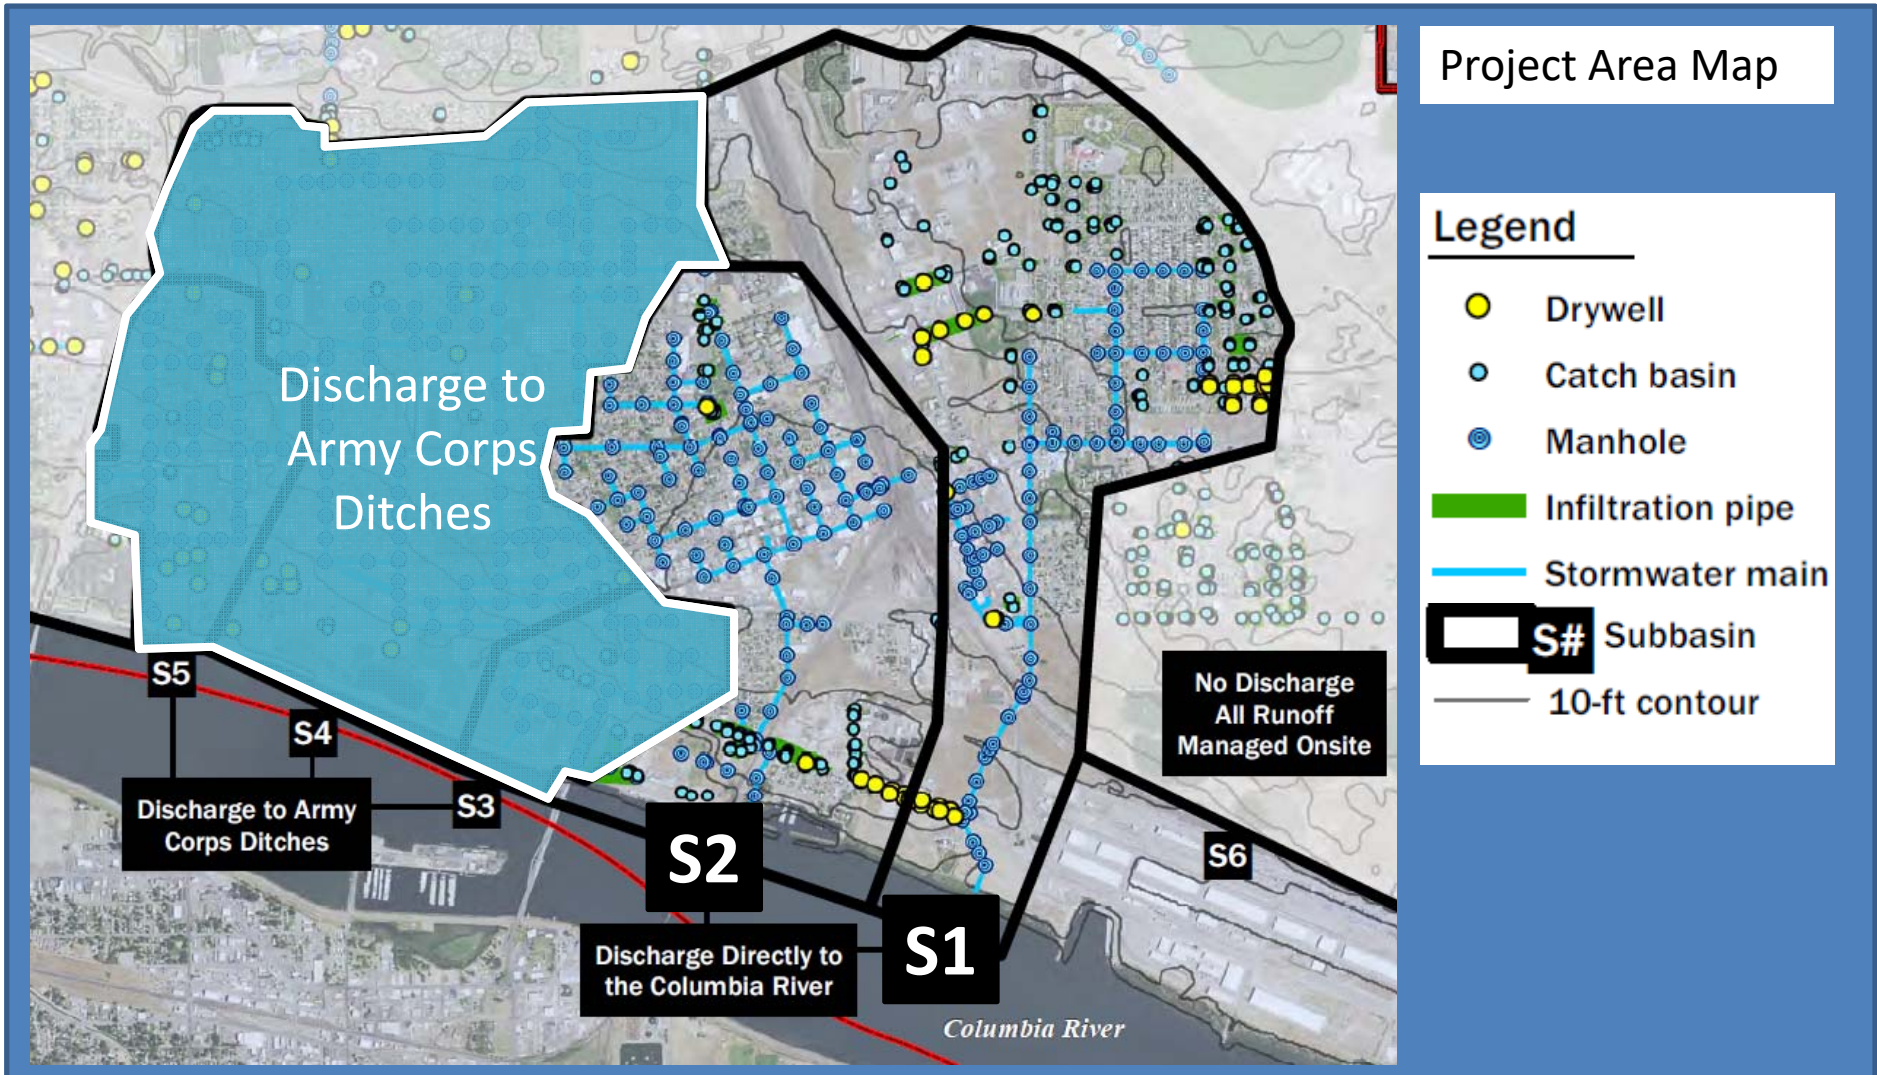 Project Area Map
Legend
Drywell
Catch basin
Manhole
Infiltration pipe
Stormwater main
S# Subbasin
10-ft contour
Discharge to
Army Corps
Ditches
S5
S4
S3
Discharge to Army
Corps Ditches
S2
S1
Discharge Directly to
the Columbia River
No Discharge
All Runoff
Managed Onsite
S6
Columbia River